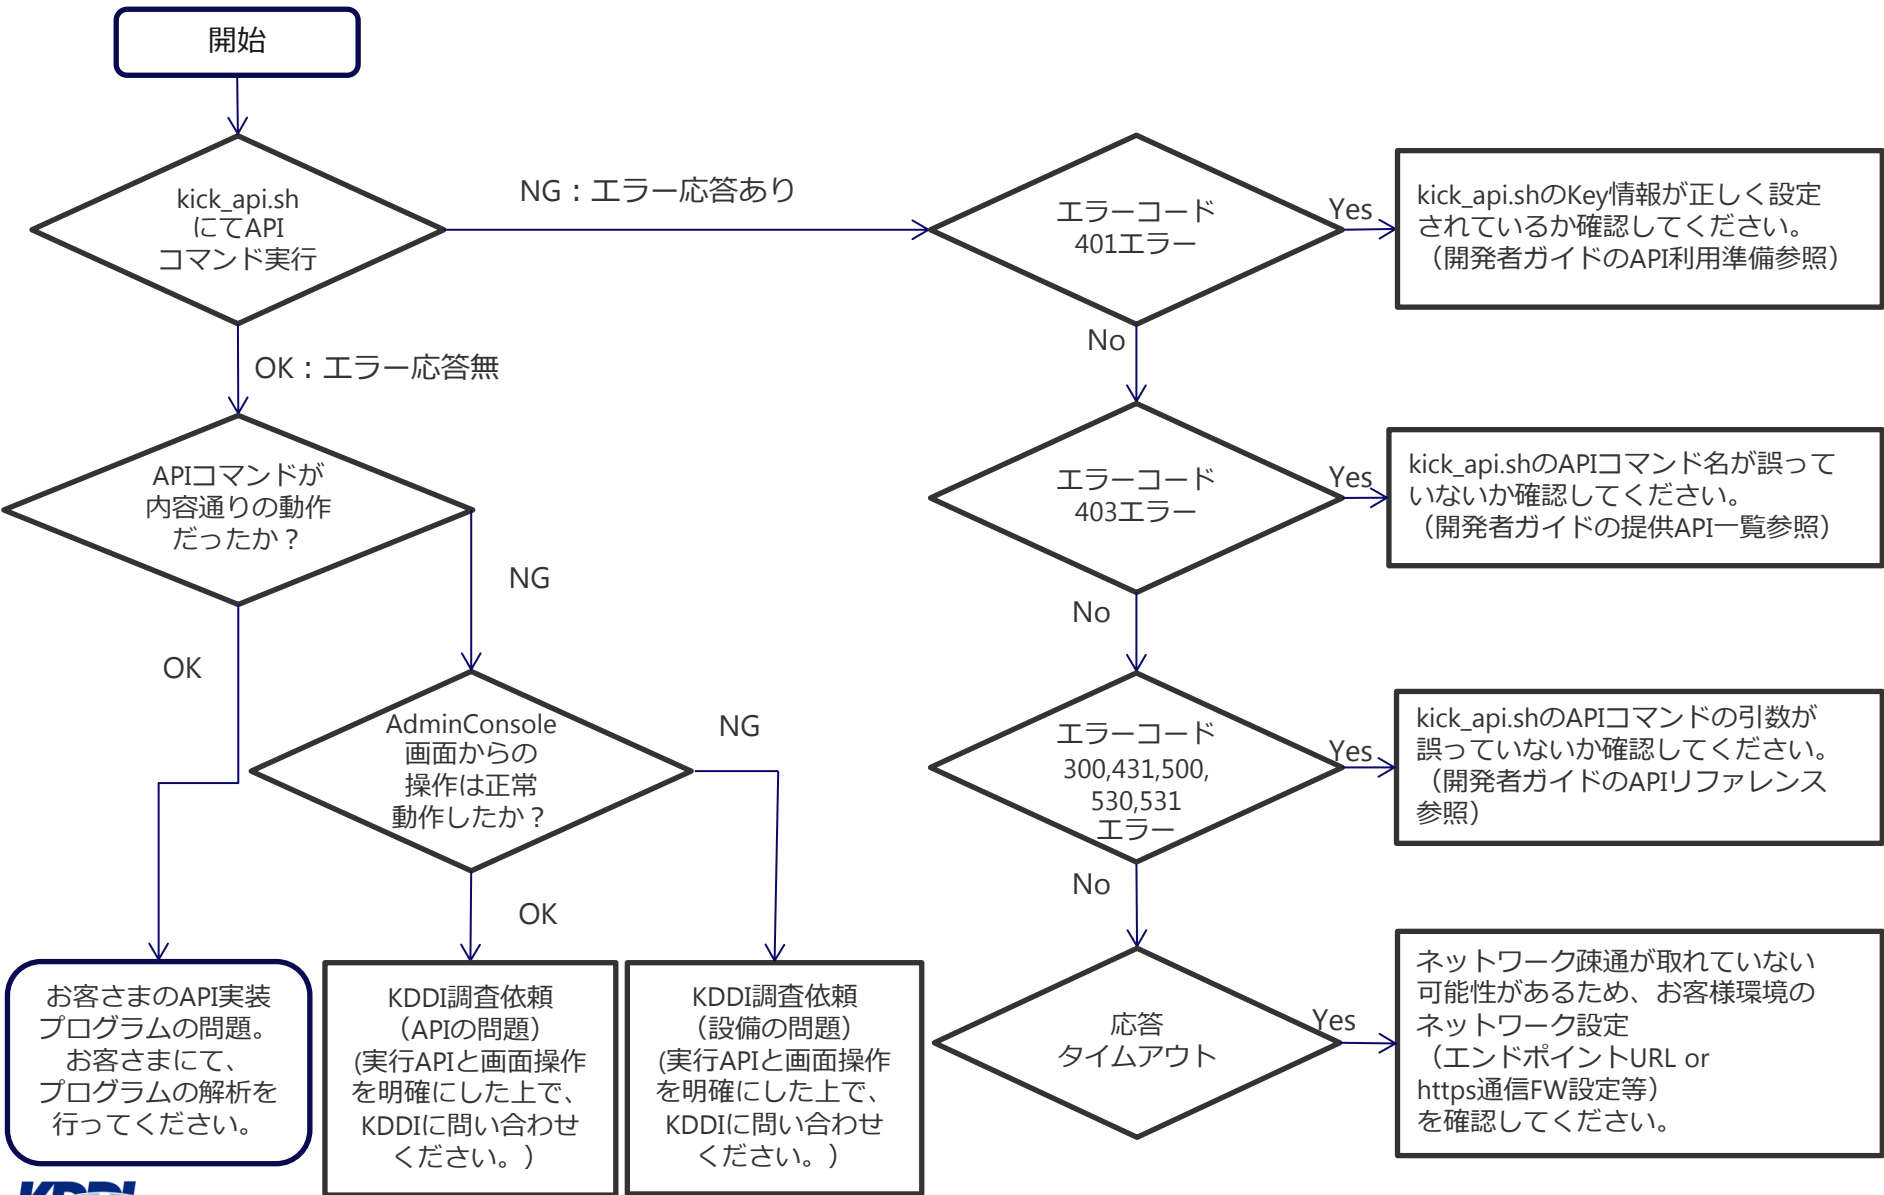 開始
kick_api.sh
にてAPI
コマンド実行
NG：エラー応答あり
エラーコード
401エラー
Yes
kick_api.shのKey情報が正しく設定
されているか確認してください。
（開発者ガイドのAPI利用準備参照）
OK：エラー応答無
No
APIコマンドが
内容通りの動作
だったか？
エラーコード
403エラー
Yes
kick_api.shのAPIコマンド名が誤って
いないか確認してください。
（開発者ガイドの提供API一覧参照）
NG
No
OK
AdminConsole
画面からの
操作は正常
動作したか？
NG
エラーコード
300,431,500,
530,531
エラー
Yes
kick_api.shのAPIコマンドの引数が
誤っていないか確認してください。
（開発者ガイドのAPIリファレンス
参照）
OK
No
お客さまのAPI実装
プログラムの問題。
お客さまにて、
プログラムの解析を
行ってください。
KDDI調査依頼
（APIの問題）
(実行APIと画面操作
を明確にした上で、
KDDIに問い合わせ
ください。）
KDDI調査依頼
（設備の問題）
(実行APIと画面操作
を明確にした上で、
KDDIに問い合わせ
ください。）
応答
タイムアウト
Yes
ネットワーク疎通が取れていない
可能性があるため、お客様環境の
ネットワーク設定
（エンドポイントURL or
https通信FW設定等）
を確認してください。
KDDI